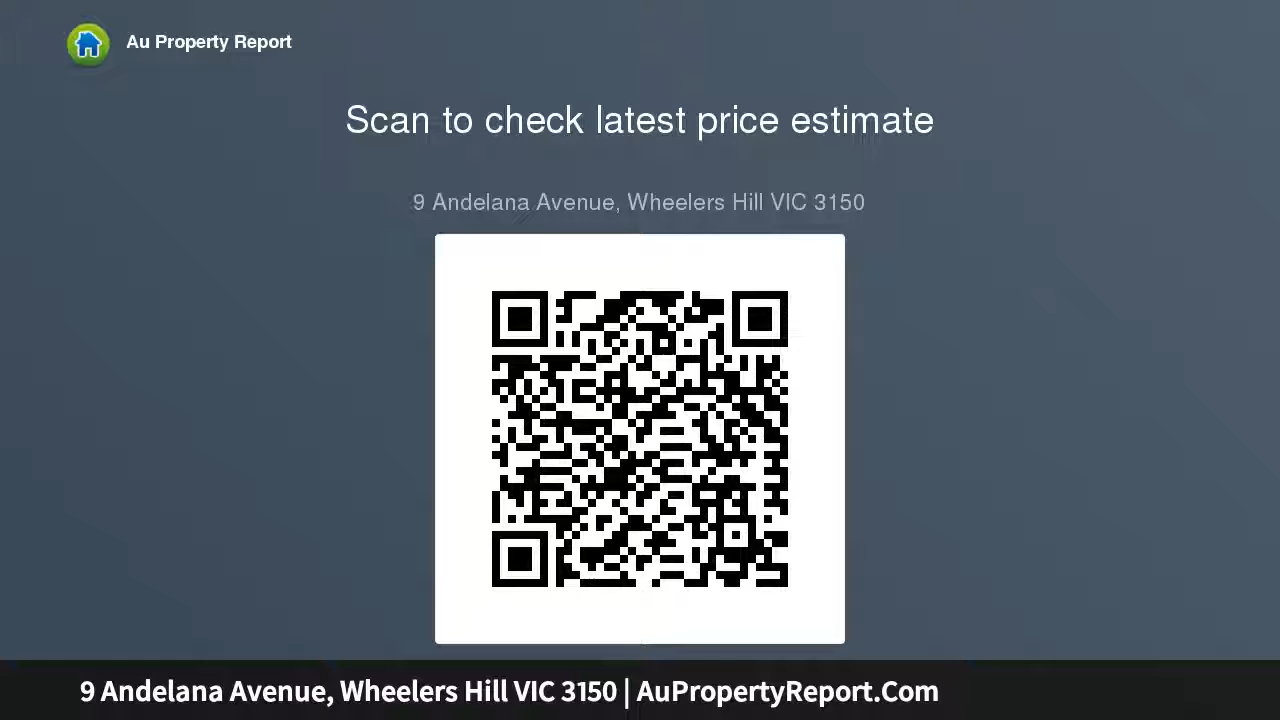 Au Property Report
Scan to check latest price estimate
9 Andelana Avenue, Wheelers Hill VIC 3150
9 Andelana Avenue, Wheelers Hill VIC 3150 | AuPropertyReport.Com